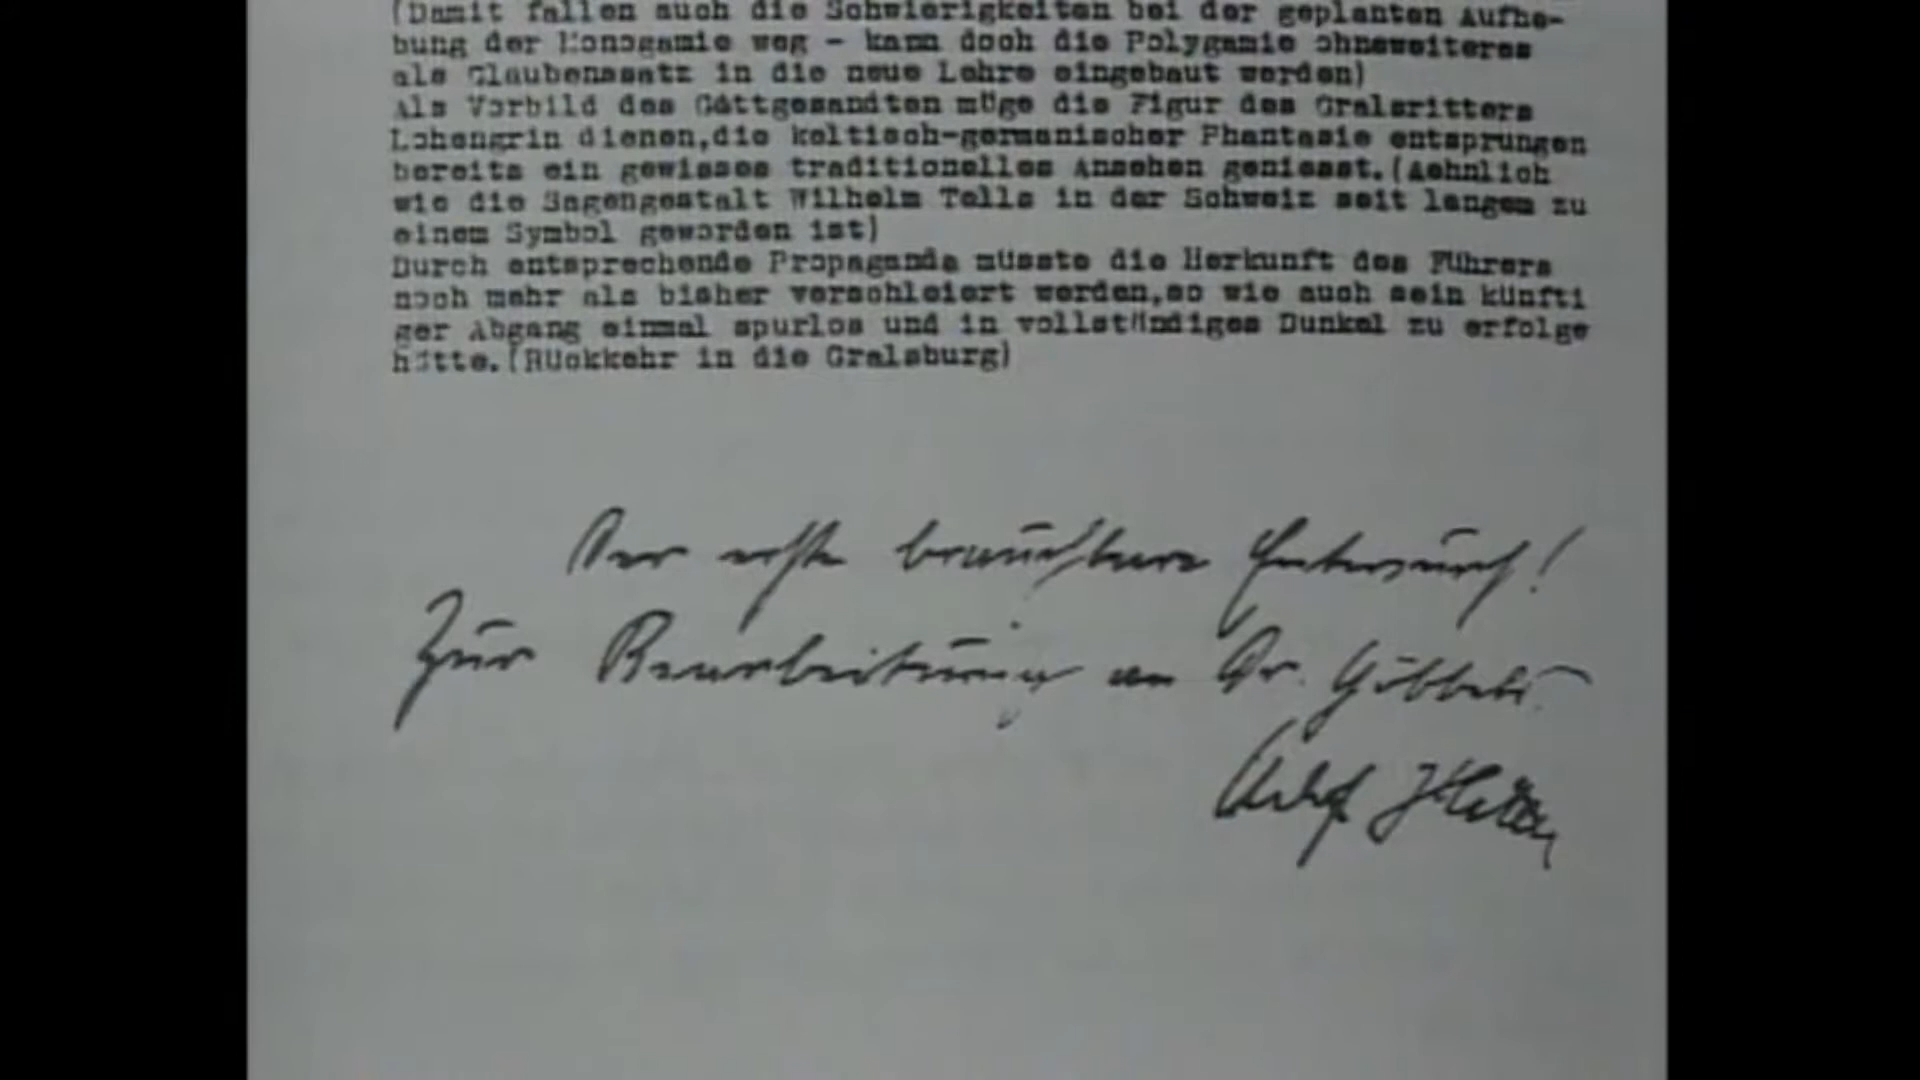 (Damit fallen auch die Schwierigkeiten bei der geplanten Aufhe-
bung der Monogamie weg - kann doch die Polygamie ohneweiteres
als Glaubenssatz in die neue Lehre eingebaut werden)
Als Vorbild des Gottgesandten möge die Figur des Gralsritters
Lohengrin dienen,die keltisch-germanischer Phantasie entsprungen
bereits ein gewisses traditionelles Ansehen geniesst.(Aehnlich
wie die Sagengestalt Wilhelm Tells in der Schweiz seit langem zu
einem Symbol geworden ist)
Durch entsprechende Propaganda müsste die Herkunft des Führers
noch mehr als bisher verschleiert werden,so wie auch sein künfti
ger Abgang einmal spurlos und in vollständiges Dunkel zu erfolge
hätte.(Rückkehr in die Gralsburg)
Der erste brauchbare Entwurf!
Zur Bearbeitung an Dr. Göbbels
Adolf Hitler